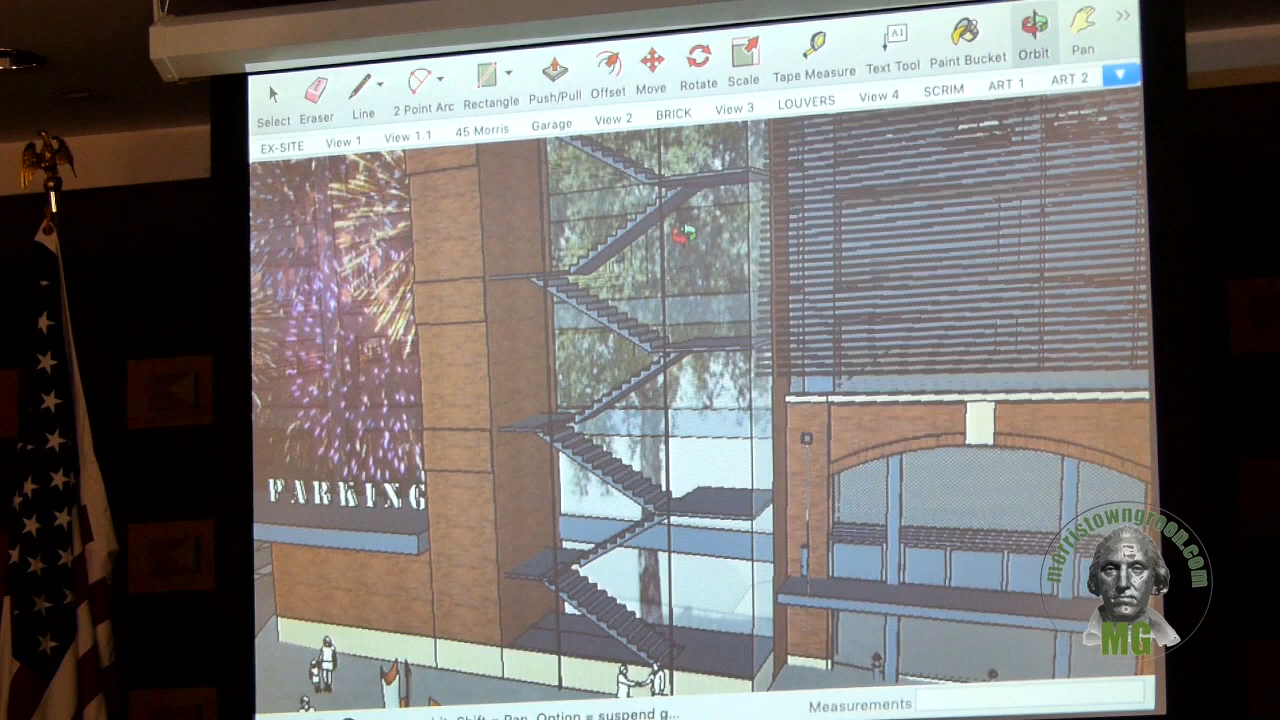 Select Eraser Line 2 Point Arc Rectangle Push/Pull Offset Move Rotate Scale Tape Measure Text Tool Paint Bucket Orbit Pan
A1
EX-SITE View 1 View 1.1 45 Morris Garage View 2 BRICK View 3 LOUVERS View 4 SCRIM ART 1 ART 2
PARKING
morristowngreen.com
MG
Shift = Pan, Option = suspend g...
Measurements